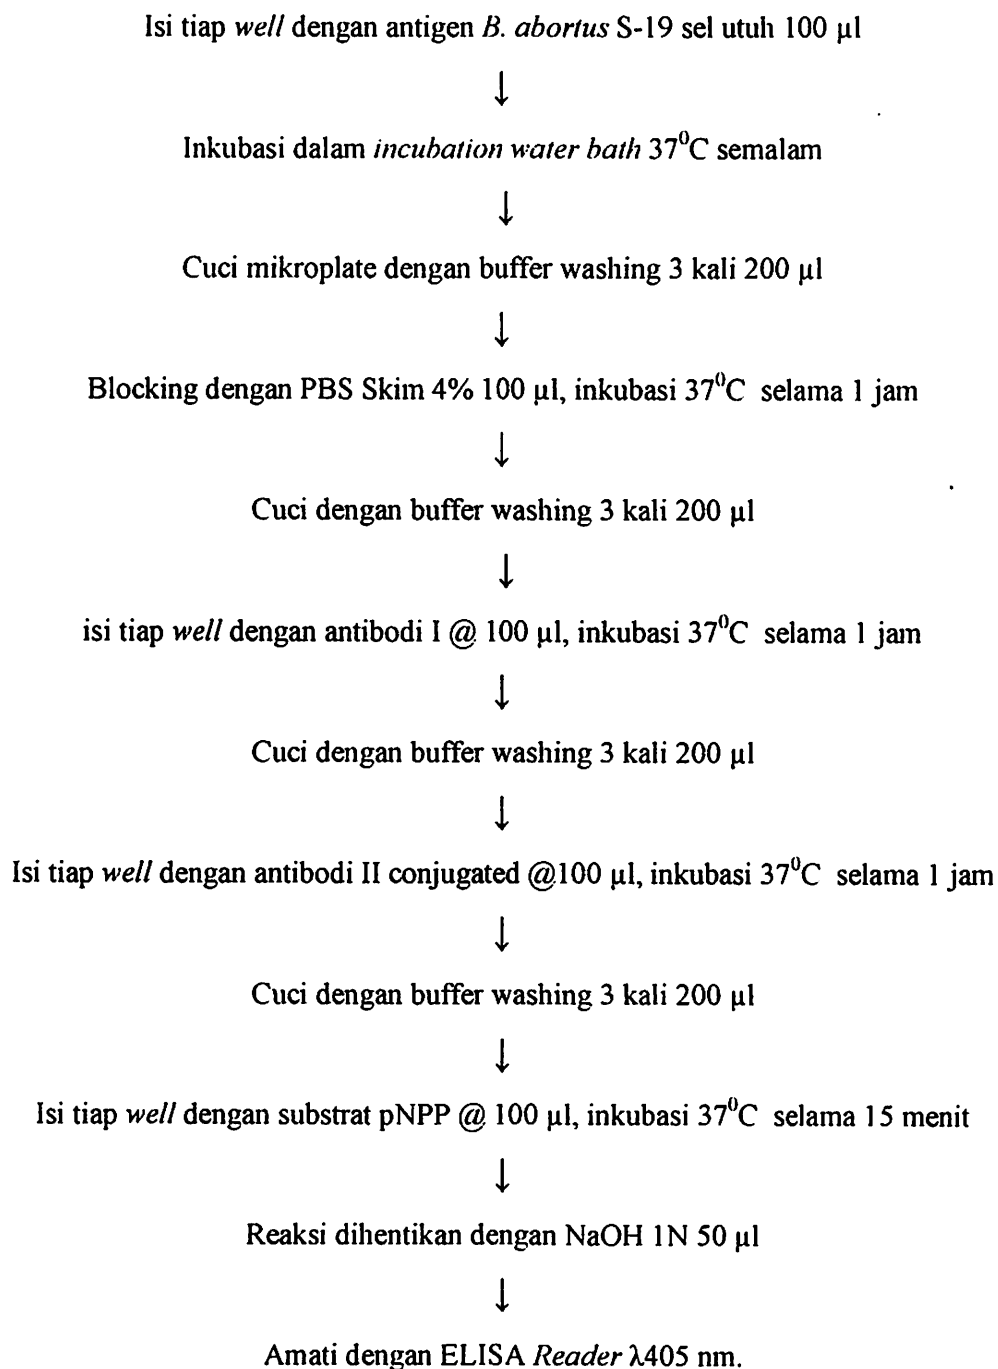 Isi tiap well dengan antigen B. abortus S-19 sel utuh 100 µl
↓
Inkubasi dalam incubation water bath 37⁰C semalam
↓
Cuci mikroplate dengan buffer washing 3 kali 200 µl
↓
Blocking dengan PBS Skim 4% 100 µl, inkubasi 37⁰C selama 1 jam
↓
Cuci dengan buffer washing 3 kali 200 µl
↓
isi tiap well dengan antibodi I @ 100 µl, inkubasi 37⁰C selama 1 jam
↓
Cuci dengan buffer washing 3 kali 200 µl
↓
Isi tiap well dengan antibodi II conjugated @100 µl, inkubasi 37⁰C selama 1 jam
↓
Cuci dengan buffer washing 3 kali 200 µl
↓
Isi tiap well dengan substrat pNPP @ 100 µl, inkubasi 37⁰C selama 15 menit
↓
Reaksi dihentikan dengan NaOH 1N 50 µl
↓
Amati dengan ELISA Reader λ405 nm.